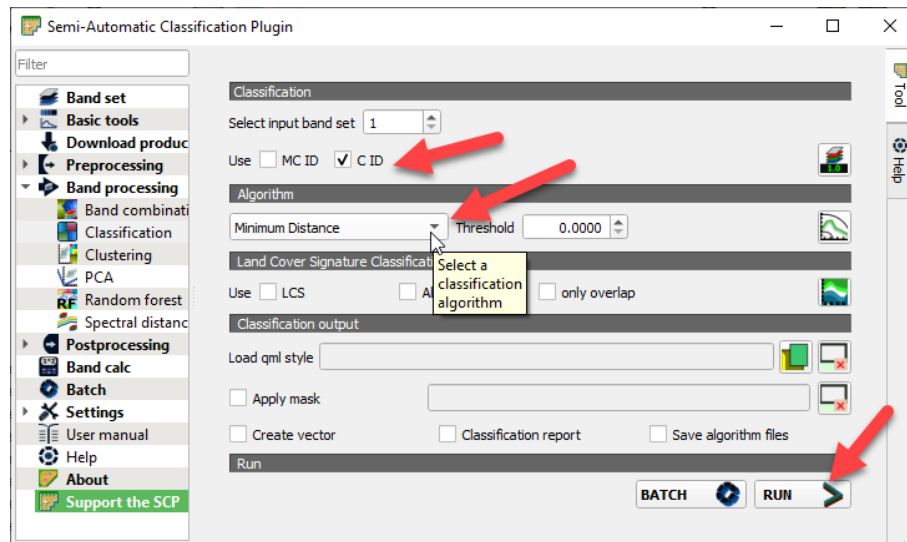 Semi-Automatic Classification Plugin
Filter
Band set
Basic tools
Download produc
Preprocessing
Band processing
Band combinati
Classification
Clustering
PCA
RF Random forest
Spectral distanc
Postprocessing
Band calc
Batch
Settings
User manual
Help
About
Support the SCP
Classification
Select input band set 1
Use MC ID C ID
1.0
Algorithm
Minimum Distance Threshold 0.0000
Land Cover Signature Classificati
Use LCS Al only overlap
Select a
classification
algorithm
Classification output
Load qml style
Apply mask
Create vector Classification report Save algorithm files
Run
BATCH RUN
Tool
Help